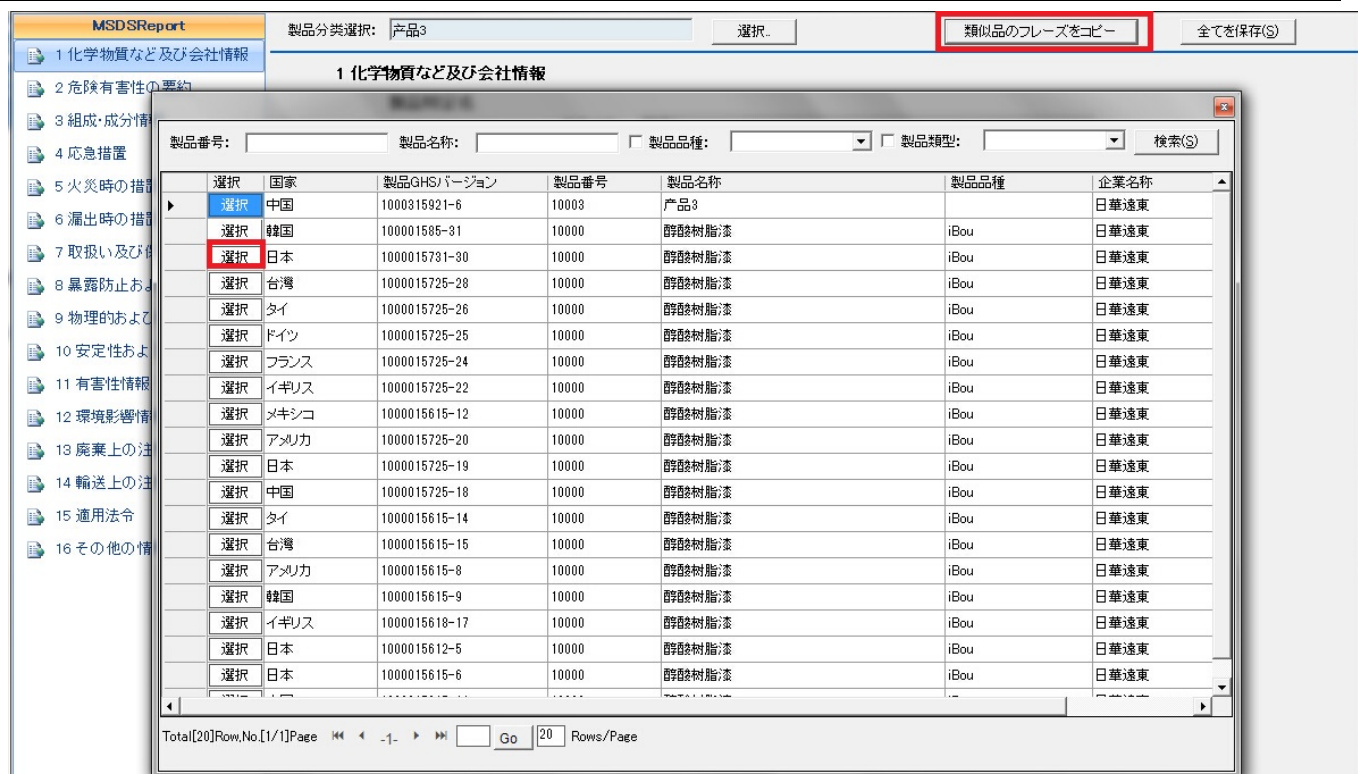 MSDSReport
製品分类選択: 产品3 選択.. 類似品のフレーズをコピー 全てを保存(S)
1 化学物質など及び会社情報
1 化学物質など及び会社情報
2 危険有害性の要約
3 組成・成分情
4 応急措置
5 火災時の措
6 漏出時の措
7 取扱い及び
8 暴露防止およ
9 物理的および
10 安定性およ
11 有害性情報
12 環境影響情
13 廃棄上の注
14 輸送上の注
15 適用法令
16 その他の情
製品番号: 製品名称: 製品品種: 製品類型: 検索(S)
選択 国家 製品GHSバージョン 製品番号 製品名称 製品品種 企業名称
選択 中国 1000315921-6 10003 产品3 日華遠東
選択 韓国 100001585-31 10000 醇酸树脂漆 iBou 日華遠東
選択 日本 1000015731-30 10000 醇酸树脂漆 iBou 日華遠東
選択 台湾 1000015725-28 10000 醇酸树脂漆 iBou 日華遠東
選択 タイ 1000015725-26 10000 醇酸树脂漆 iBou 日華遠東
選択 ドイツ 1000015725-25 10000 醇酸树脂漆 iBou 日華遠東
選択 フランス 1000015725-24 10000 醇酸树脂漆 iBou 日華遠東
選択 イギリス 1000015725-22 10000 醇酸树脂漆 iBou 日華遠東
選択 メキシコ 1000015615-12 10000 醇酸树脂漆 iBou 日華遠東
選択 アメリカ 1000015725-20 10000 醇酸树脂漆 iBou 日華遠東
選択 日本 1000015725-19 10000 醇酸树脂漆 iBou 日華遠東
選択 中国 1000015725-18 10000 醇酸树脂漆 iBou 日華遠東
選択 タイ 1000015615-14 10000 醇酸树脂漆 iBou 日華遠東
選択 台湾 1000015615-15 10000 醇酸树脂漆 iBou 日華遠東
選択 アメリカ 1000015615-8 10000 醇酸树脂漆 iBou 日華遠東
選択 韓国 1000015615-9 10000 醇酸树脂漆 iBou 日華遠東
選択 イギリス 1000015618-17 10000 醇酸树脂漆 iBou 日華遠東
選択 日本 1000015612-5 10000 醇酸树脂漆 iBou 日華遠東
選択 日本 1000015615-6 10000 醇酸树脂漆 iBou 日華遠東
Total[20]Row,No.[1/1]Page -1- Go 20 Rows/Page